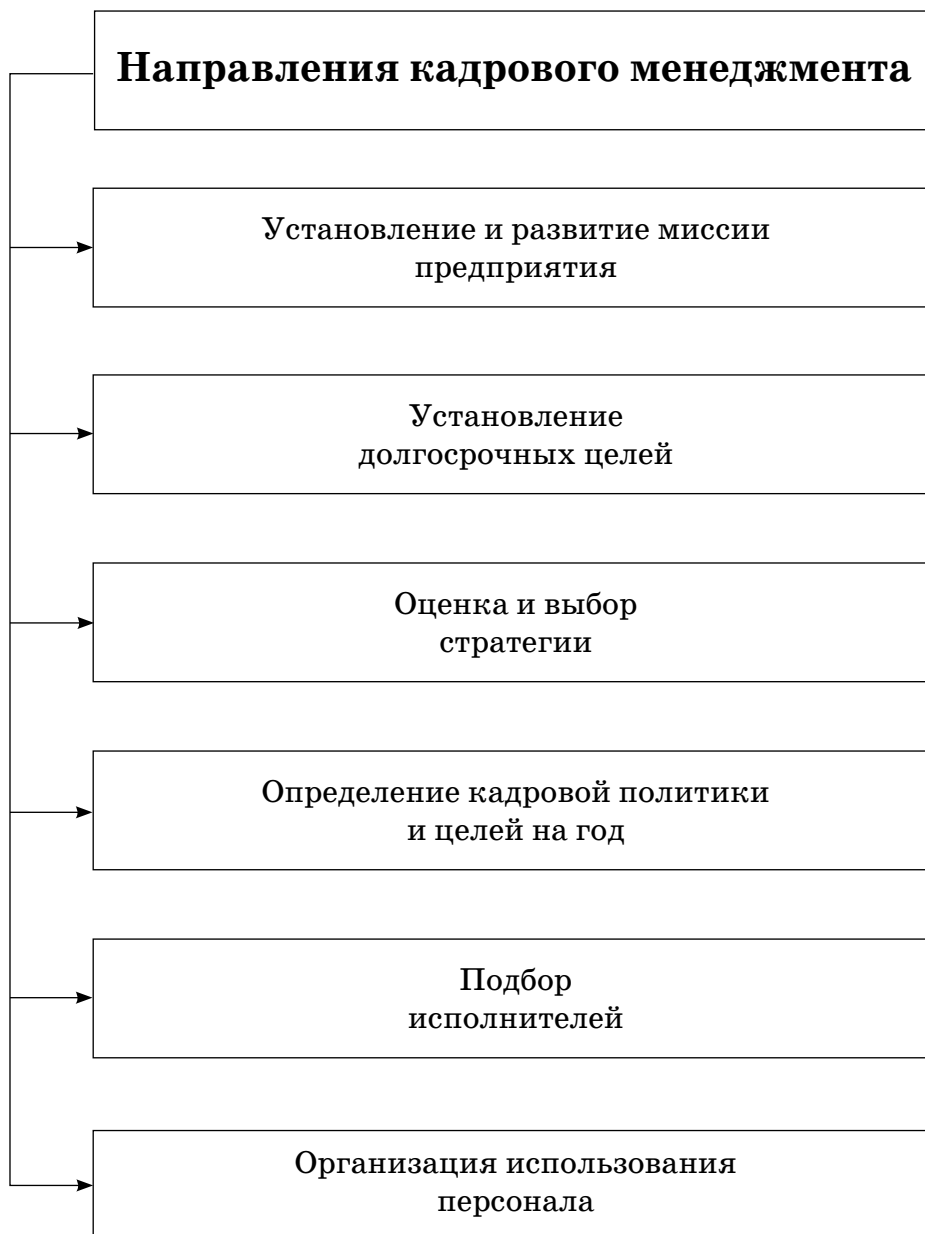 Направления кадрового менеджмента
Установление и развитие миссии
предприятия
Установление
долгосрочных целей
Оценка и выбор
стратегии
Определение кадровой политики
и целей на год
Подбор
исполнителей
Организация использования
персонала